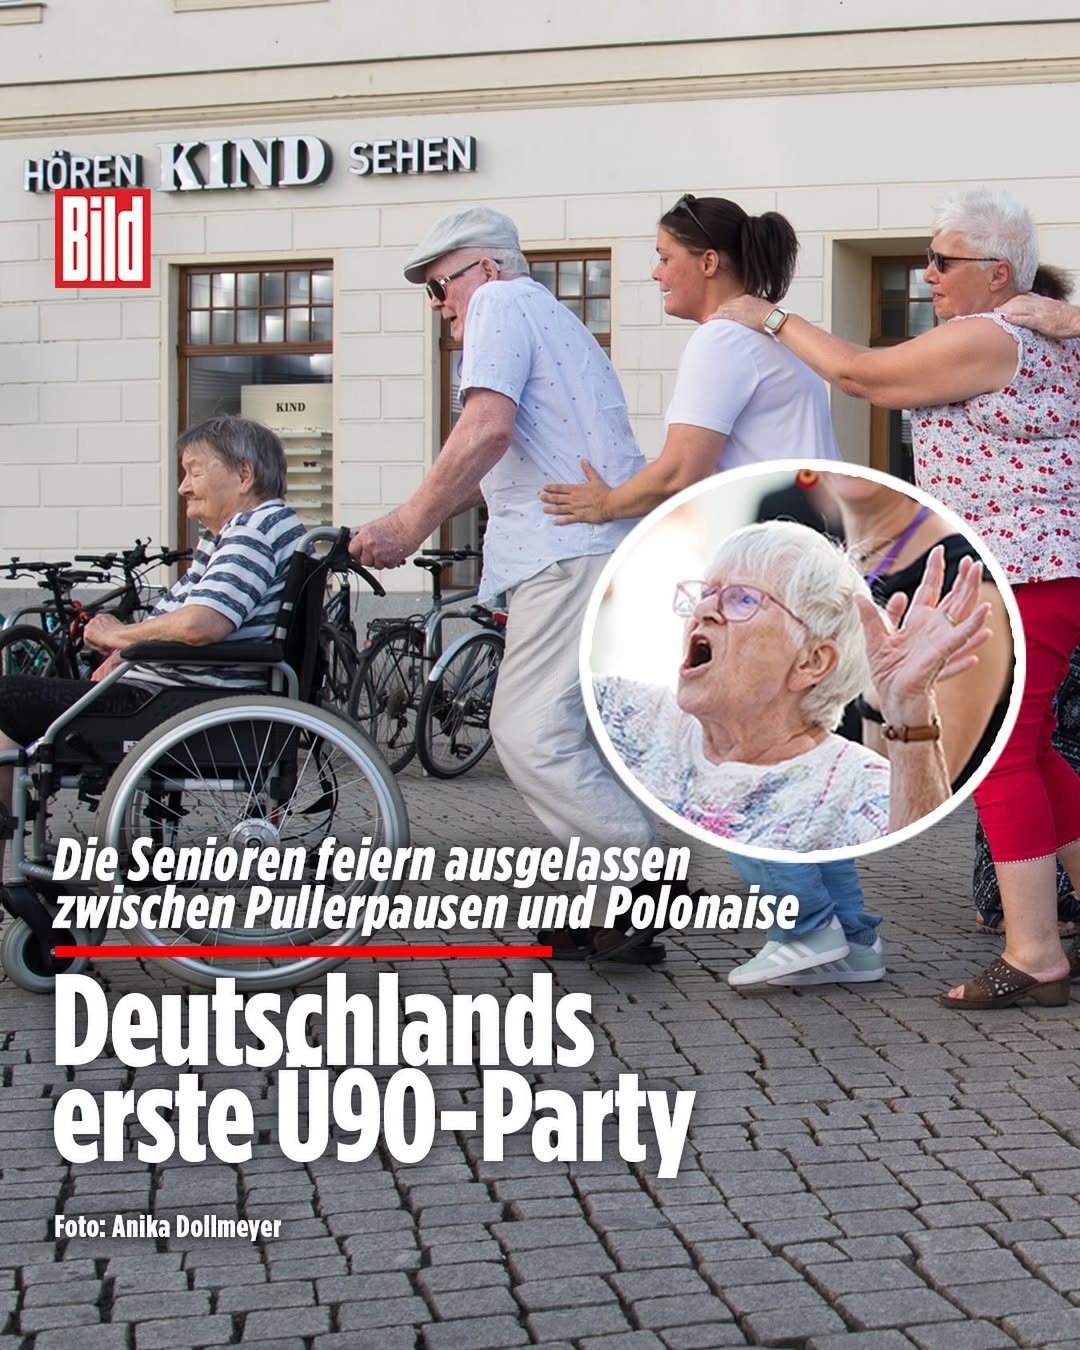 HÖREN KIND SEHEN
Bild
KIND
Die Senioren feiern ausgelassen
zwischen Pullerpausen und Polonaise
Deutschlands
erste Ü90-Party
Foto: Anika Dollmeyer